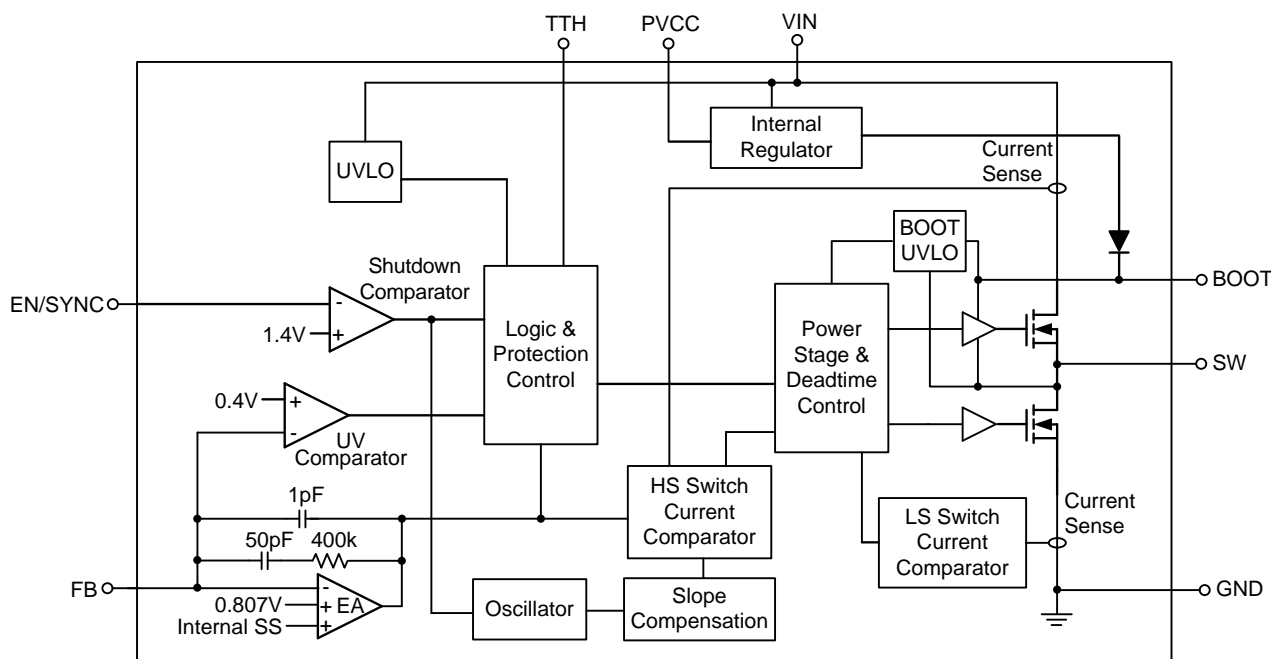 TTH
PVCC
VIN
Internal
Regulator
UVLO
Current
Sense
BOOT
UVLO
Shutdown
Comparator
EN/SYNC
-
+
1.4V
BOOT
Logic &
Protection
Control
Power
Stage &
Deadtime
Control
SW
0.4V
+
-
UV
Comparator
1pF
50pF
400k
HS Switch
Current
Comparator
LS Switch
Current
Comparator
Current
Sense
FB
-
0.807V
+
EA
Internal SS
+
Oscillator
Slope
Compensation
GND